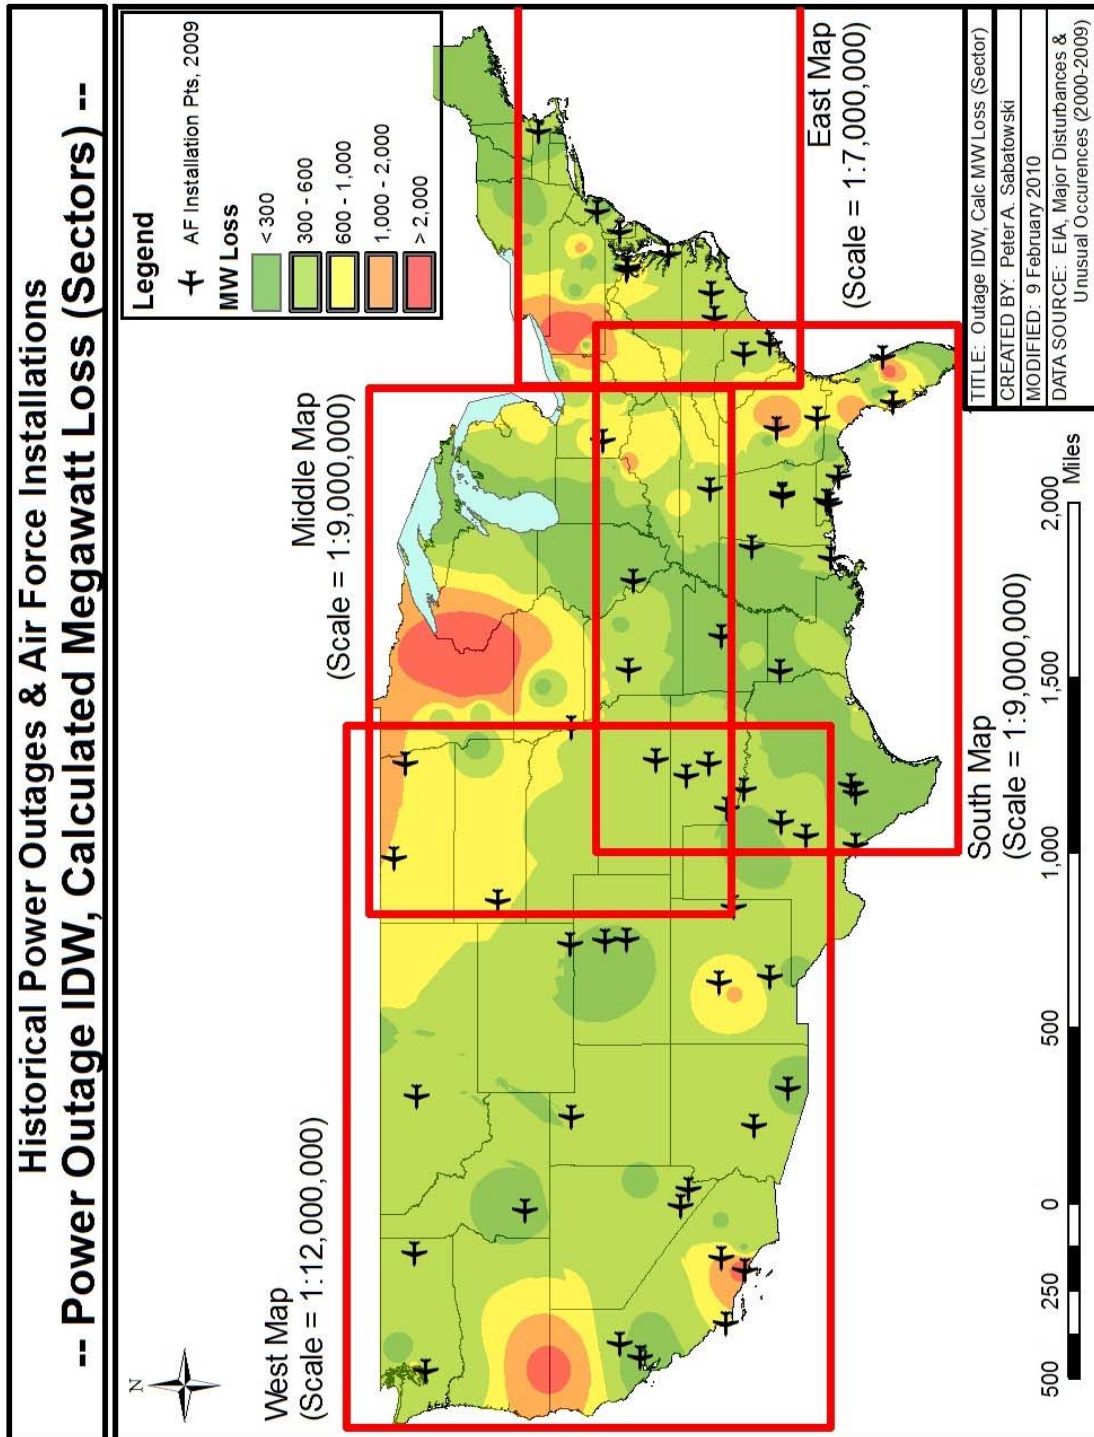 Historical Power Outages & Air Force Installations
-- Power Outage IDW, Calculated Megawatt Loss (Sectors) --
N
West Map
(Scale = 1:12,000,000)
Middle Map
(Scale = 1:9,000,000)
Legend
AF Installation Pts, 2009
MW Loss
< 300
300 - 600
600 - 1,000
1,000 - 2,000
> 2,000
East Map
(Scale = 1:7,000,000)
South Map
(Scale = 1:9,000,000)
500 250 0 500 1,000 1,500 2,000
Miles
TITLE: Outage IDW, Calc MW Loss (Sector)
CREATED BY: Peter A. Sabatowski
MODIFIED: 9 February 2010
DATA SOURCE: EIA, Major Disturbances &
Unusual Occurences (2000-2009)